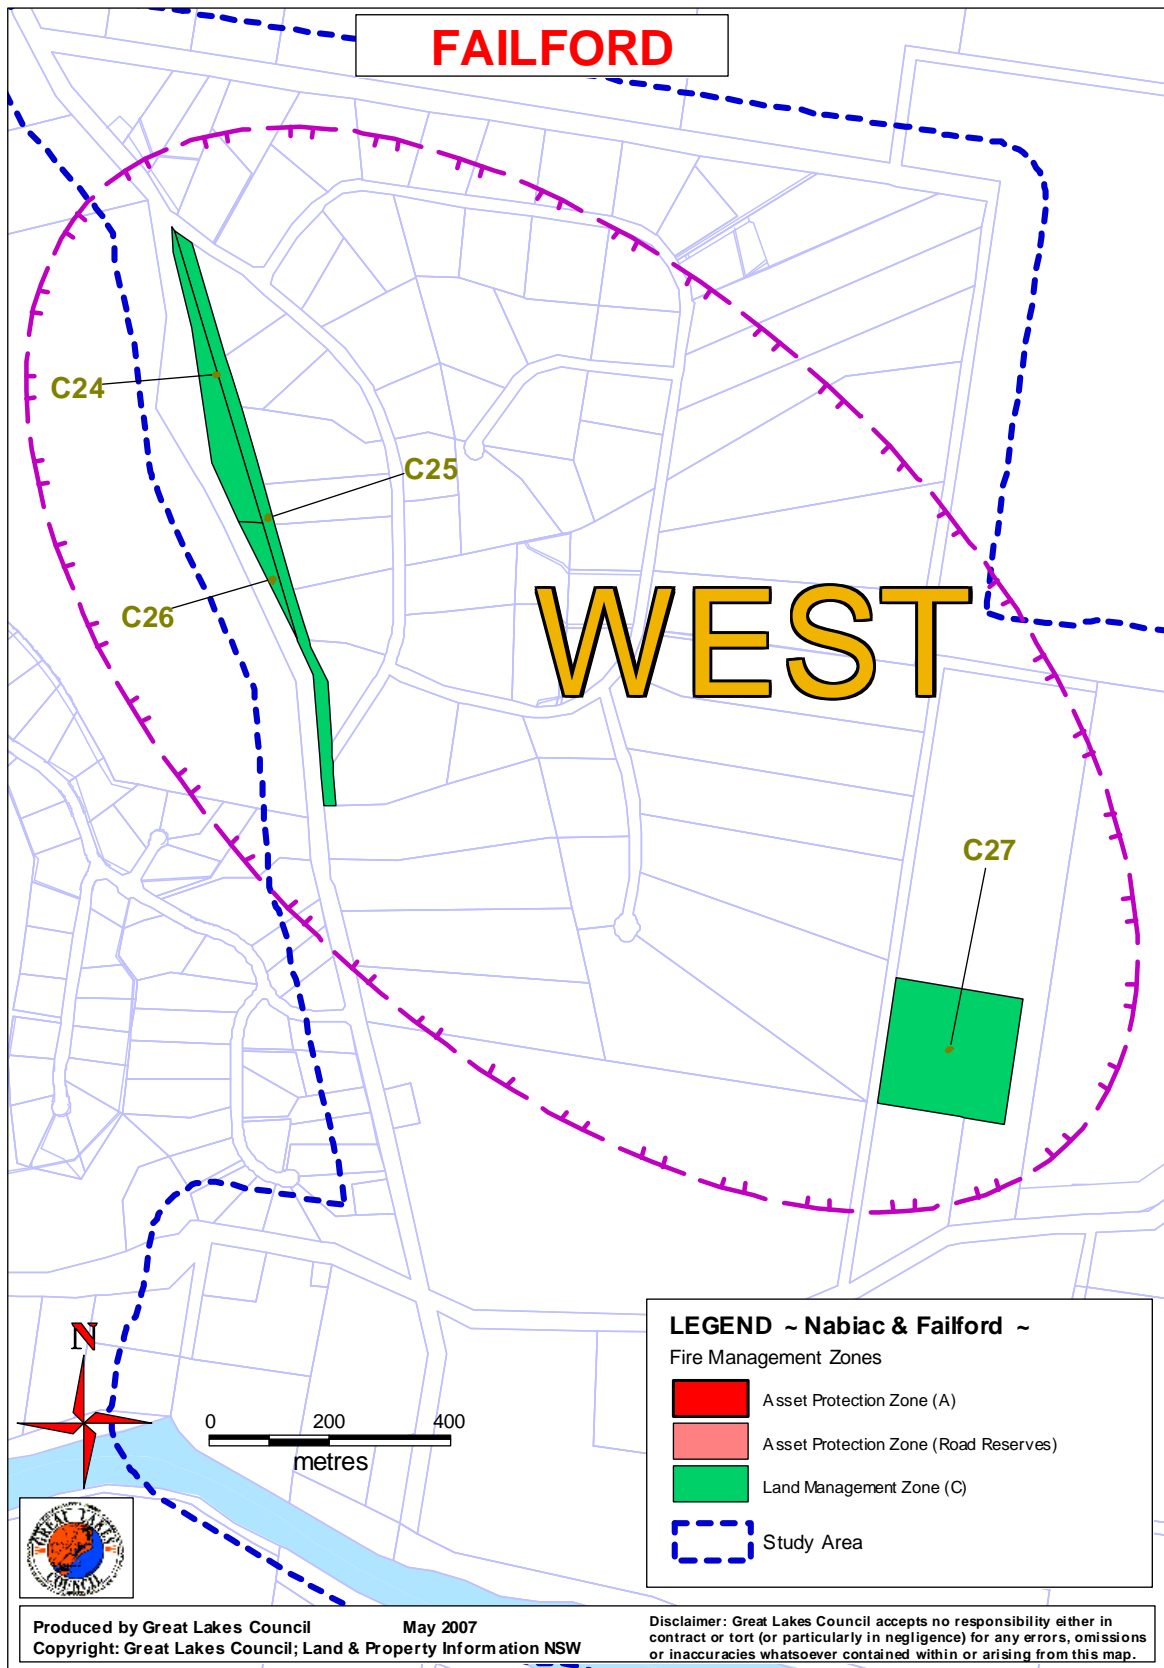 FAILFORD
C24
C25
C26
WEST
C27
N
0 200 400
metres
LEGEND ~ Nabiac & Failford ~
Fire Management Zones
Asset Protection Zone (A)
Asset Protection Zone (Road Reserves)
Land Management Zone (C)
Study Area
GREAT LAKES
COUNCIL
Produced by Great Lakes Council May 2007
Copyright: Great Lakes Council; Land & Property Information NSW
Disclaimer: Great Lakes Council accepts no responsibility either in
contract or tort (or particularly in negligence) for any errors, omissions
or inaccuracies whatsoever contained within or arising from this map.